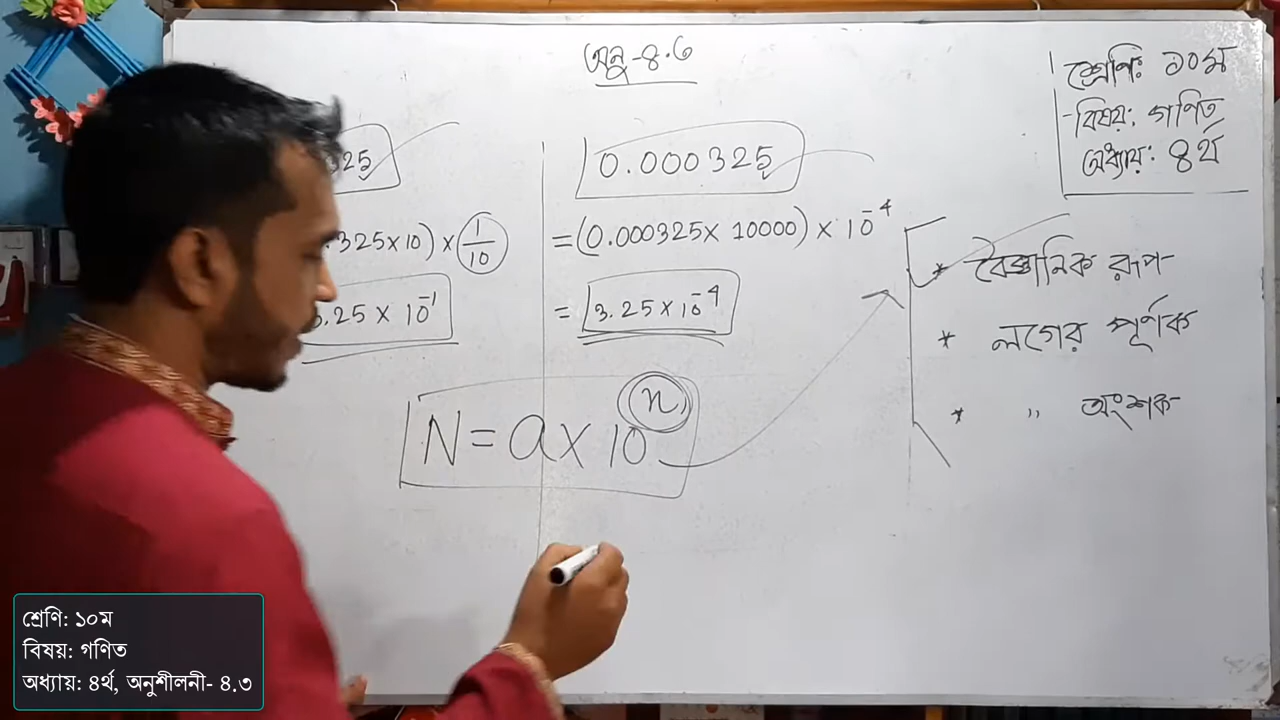 অনু-৪.৩
শ্রেণি: ১০ম
বিষয়: গণিত
অধ্যায়: ৪র্থ
325
0.000325
325×10) × 1/10
= (0.000325× 10000) × 10⁻⁴
3.25 × 10⁻¹
= 3.25×10⁻⁴
N = a × 10ⁿ
* বৈজ্ঞানিক রূপ
* লগের পূর্ণক
* " অংশক
শ্রেণি: ১০ম
বিষয়: গণিত
অধ্যায়: ৪র্থ, অনুশীলনী- ৪.৩